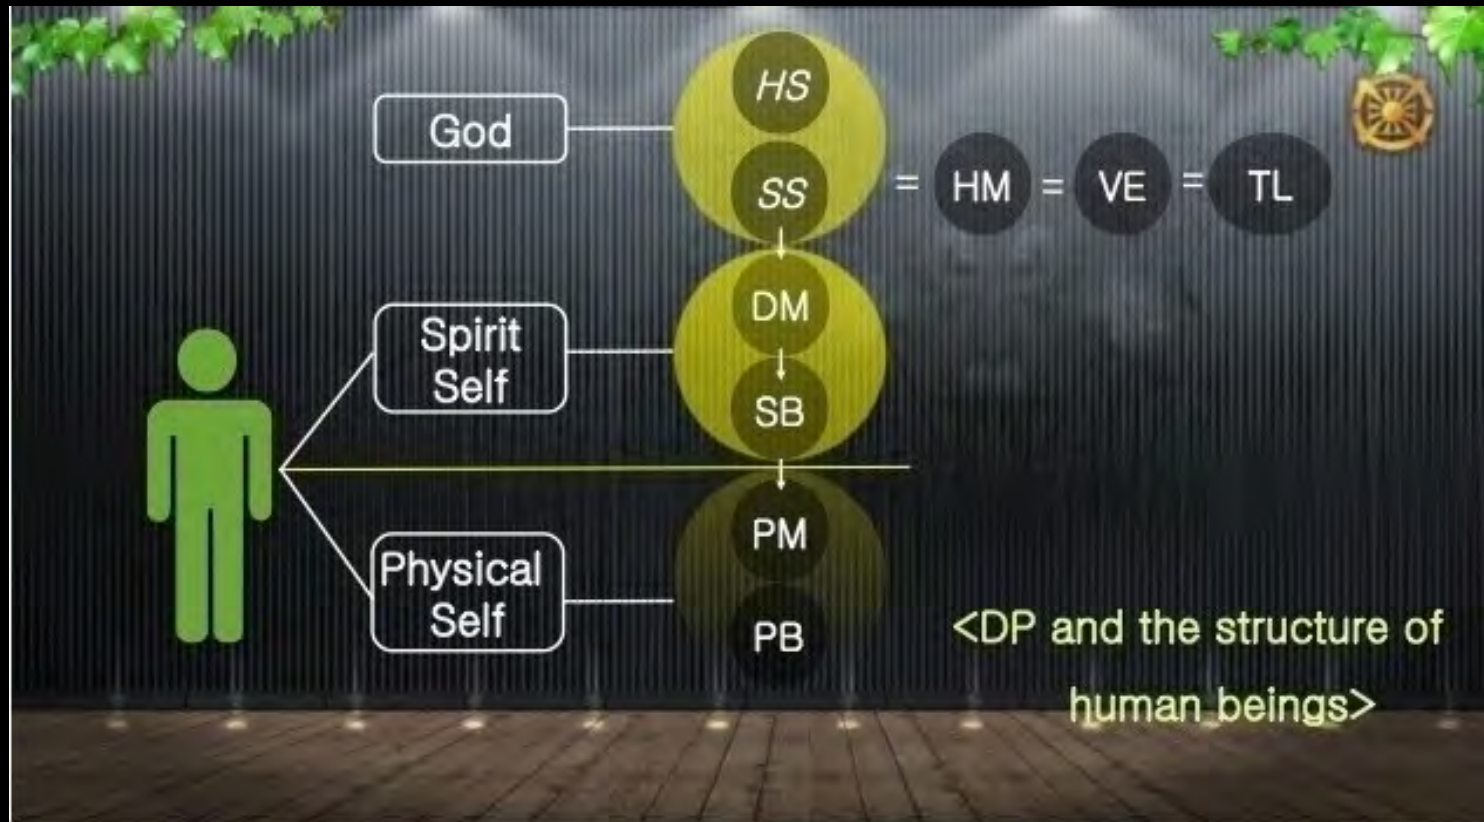 HS
God
SS
= HM = VE = TL
DM
Spirit
Self
SB
PM
Physical
Self
PB
<DP and the structure of
human beings>